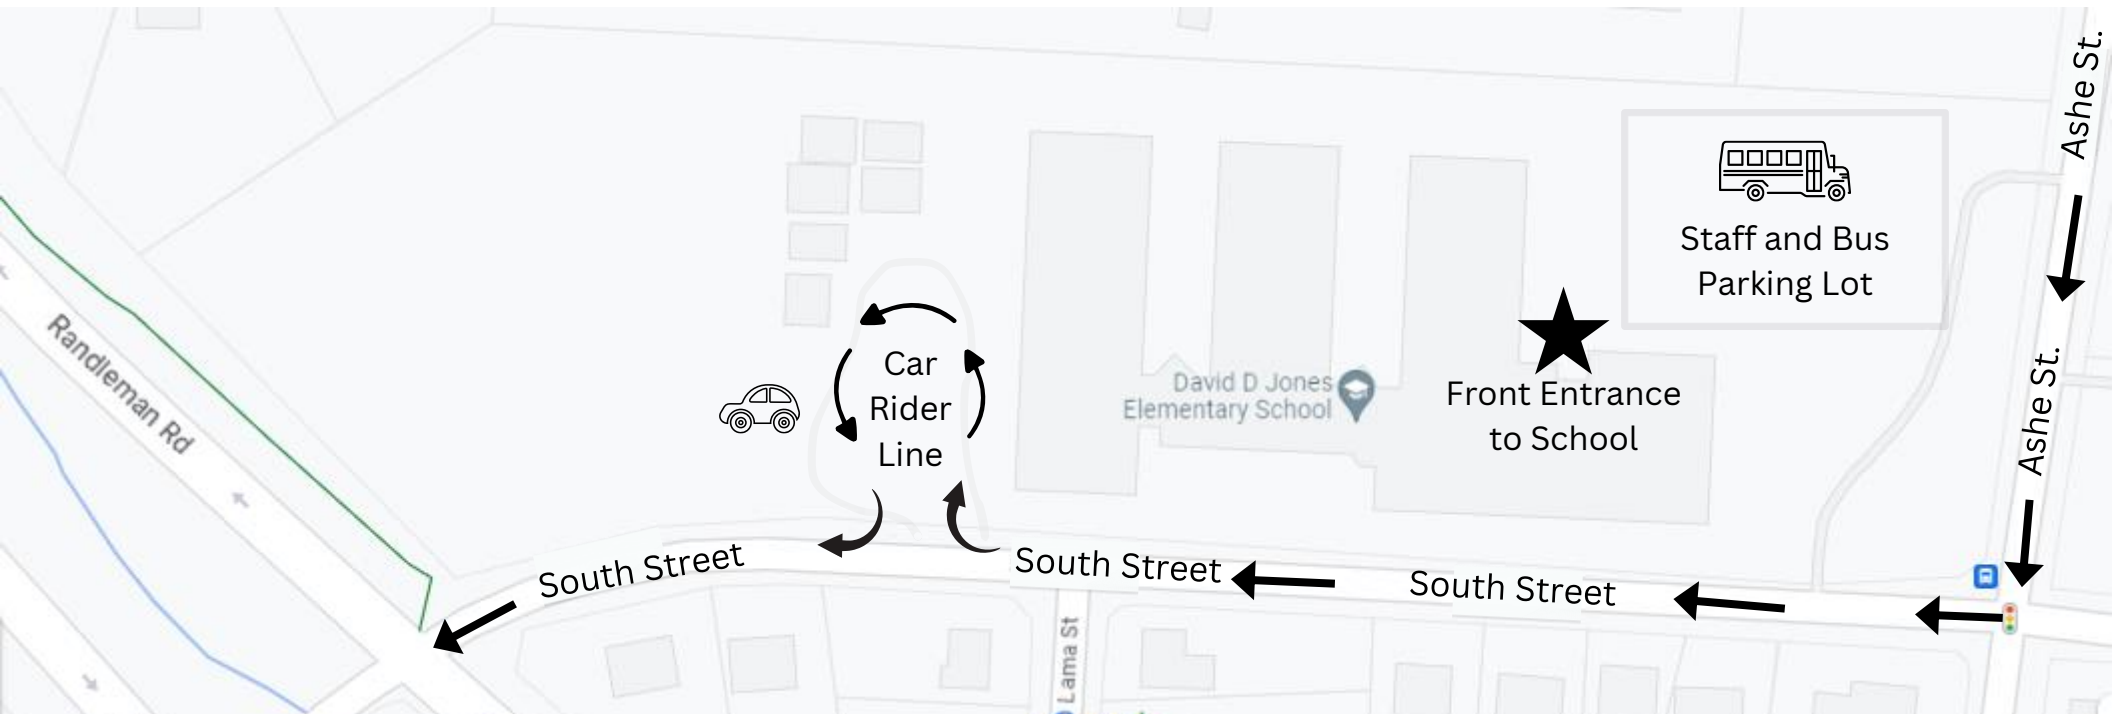 Ashe St.
Staff and Bus
Parking Lot
Randleman Rd
Car
Rider
Line
David D Jones
Elementary School
Front Entrance
to School
Ashe St.
South Street
South Street
South Street
Lama St